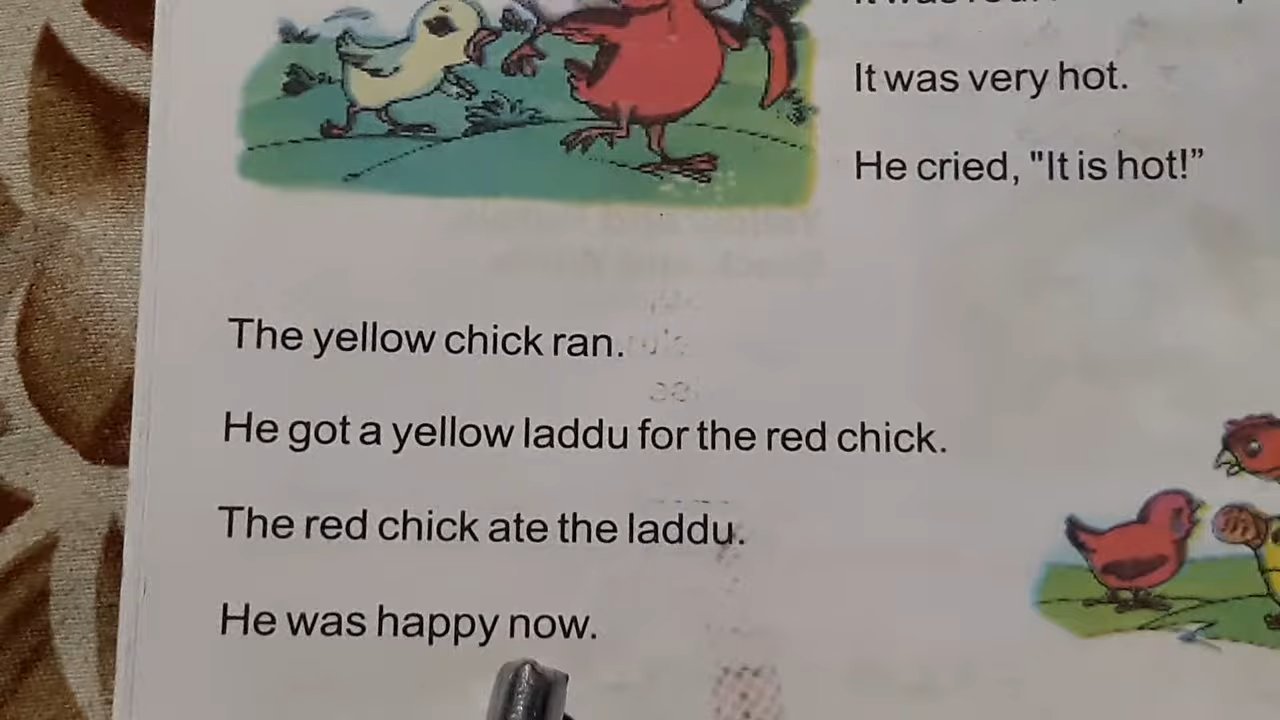 It was very hot.
He cried, "It is hot!”
The yellow chick ran.
He got a yellow laddu for the red chick.
The red chick ate the laddu.
He was happy now.